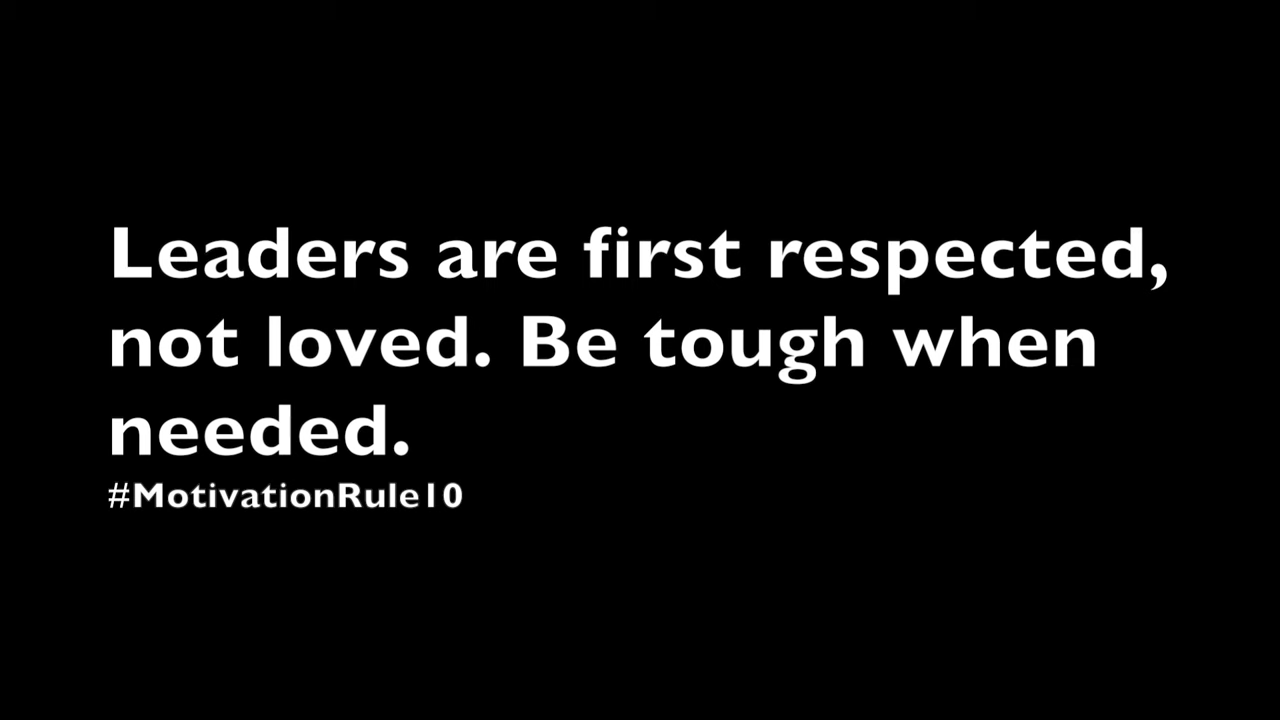 Leaders are first respected,
not loved. Be tough when
needed.
#MotivationRule10